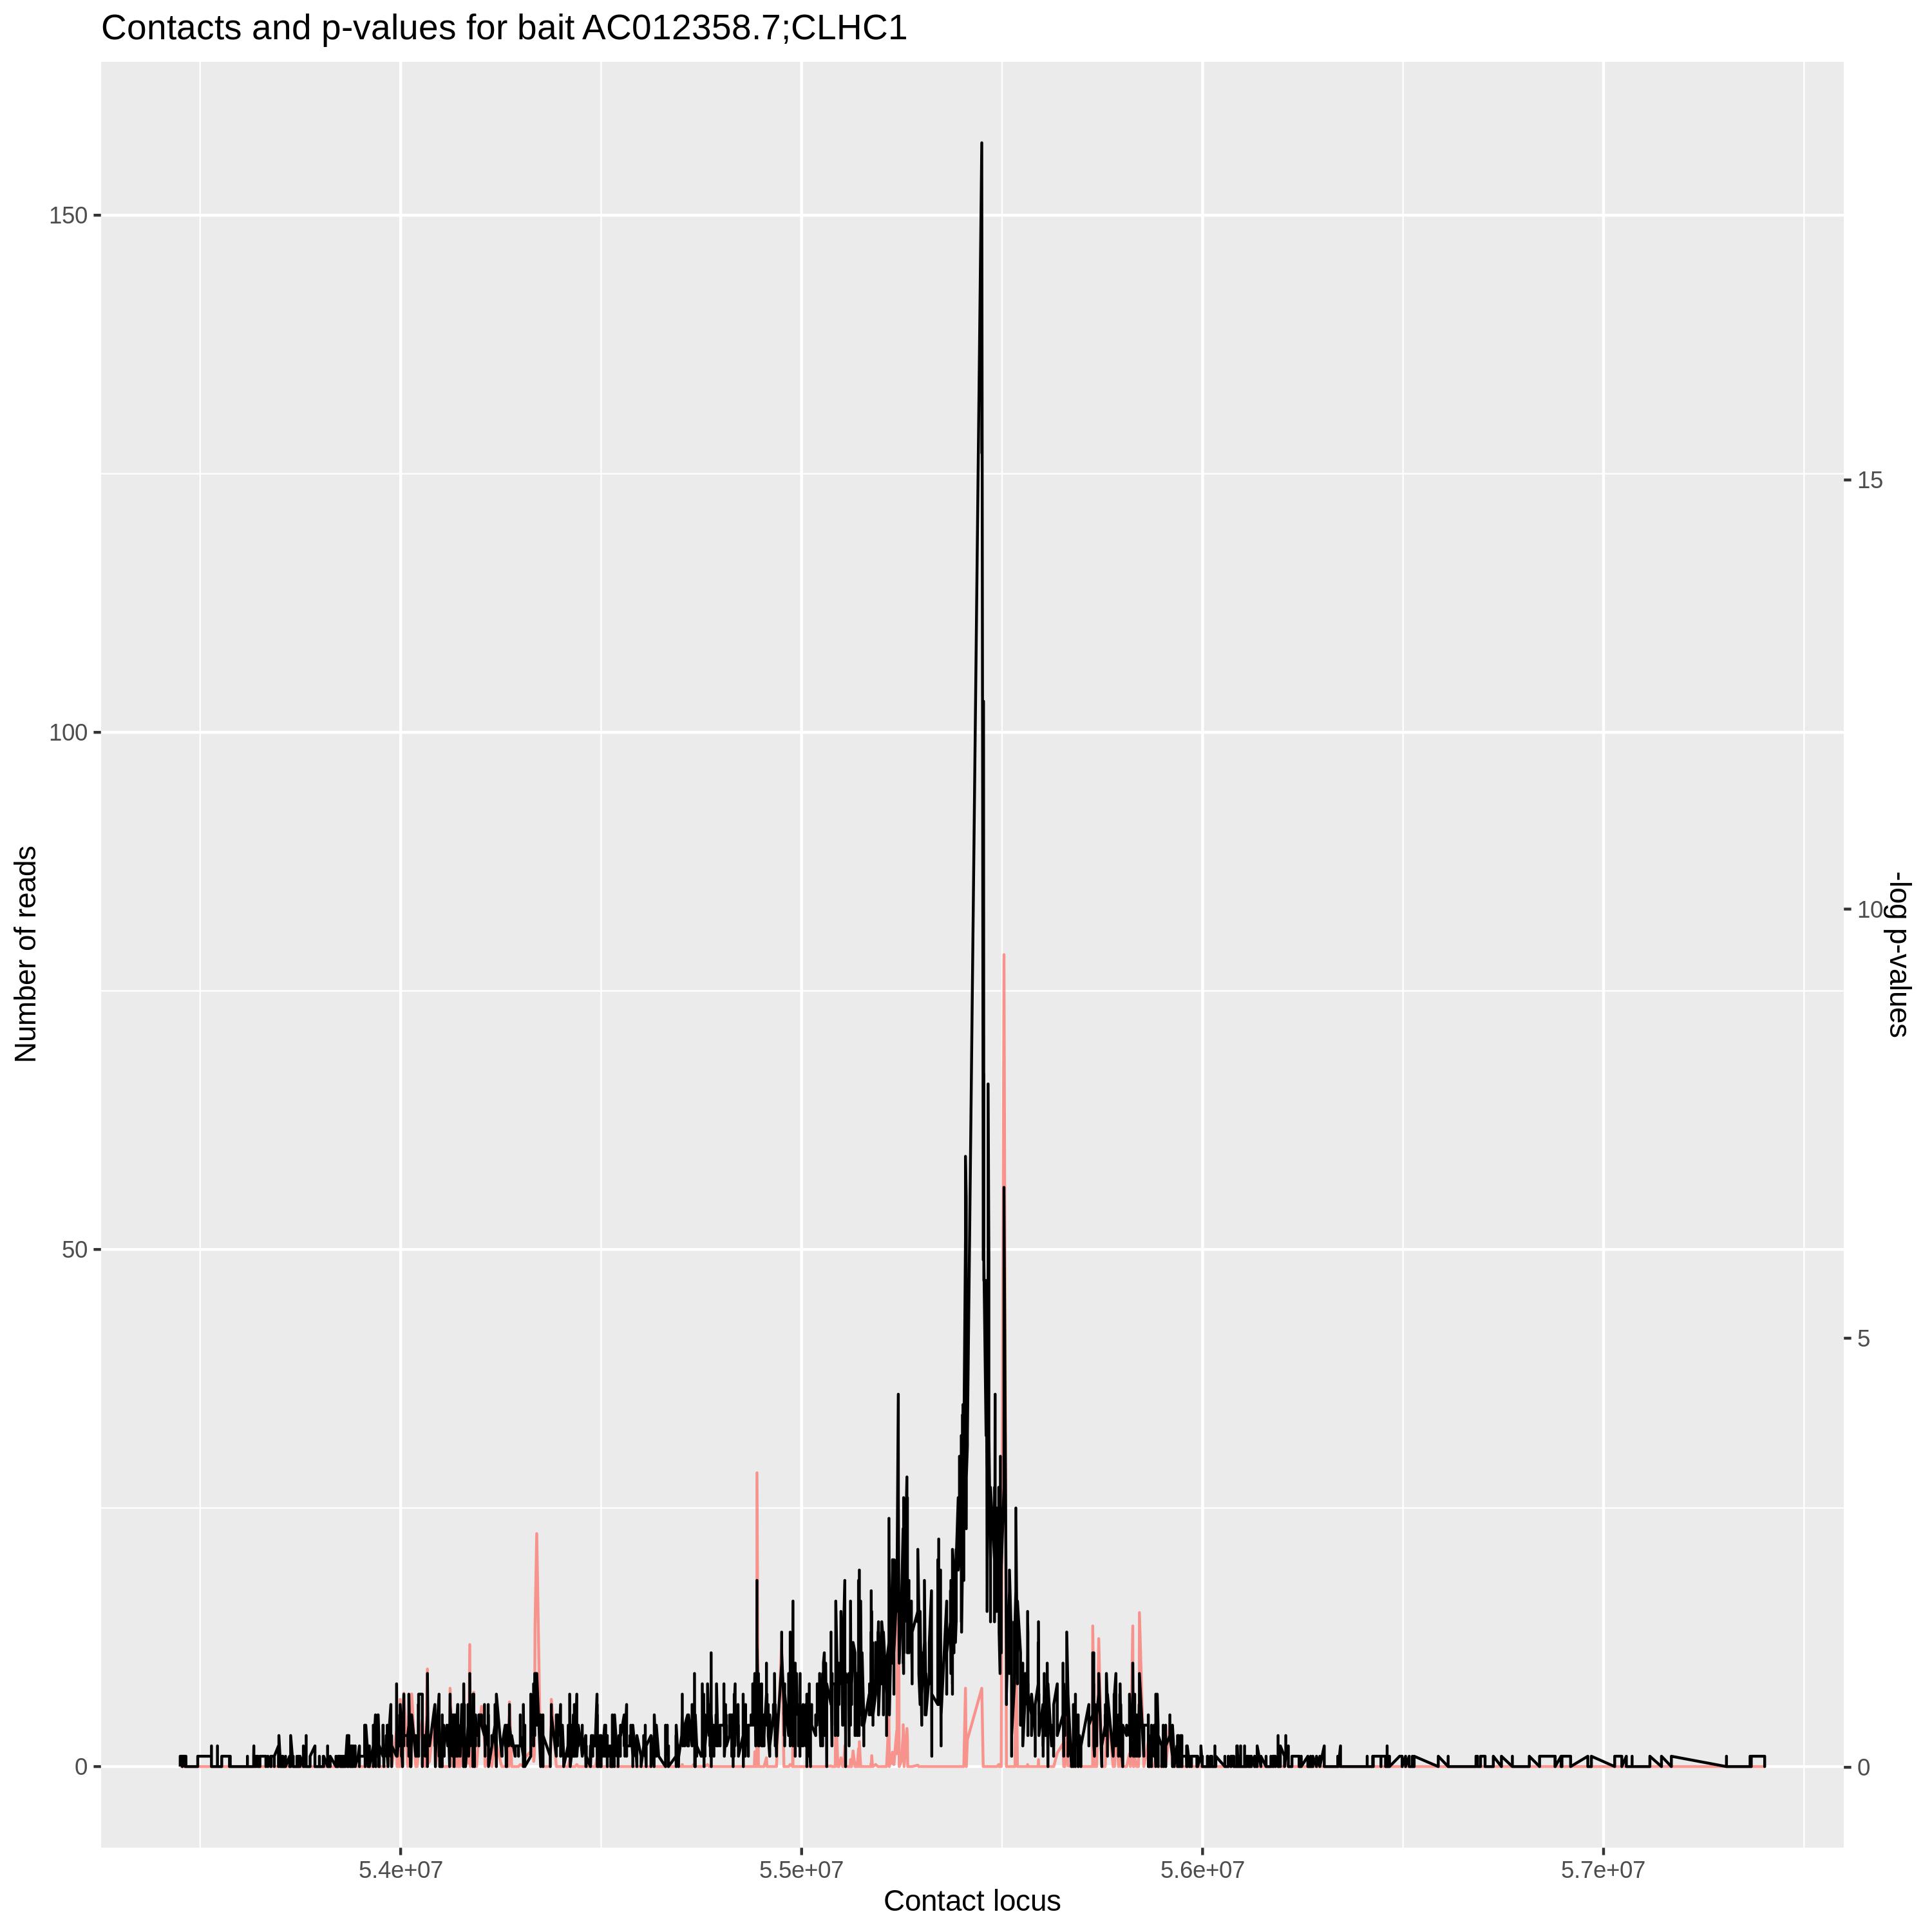 Contacts and p-values for bait AC012358.7;CLHC1
150
100
50
0
Number of reads
15
10
5
0
-log p-values
5.4e+07
5.5e+07
5.6e+07
5.7e+07
Contact locus